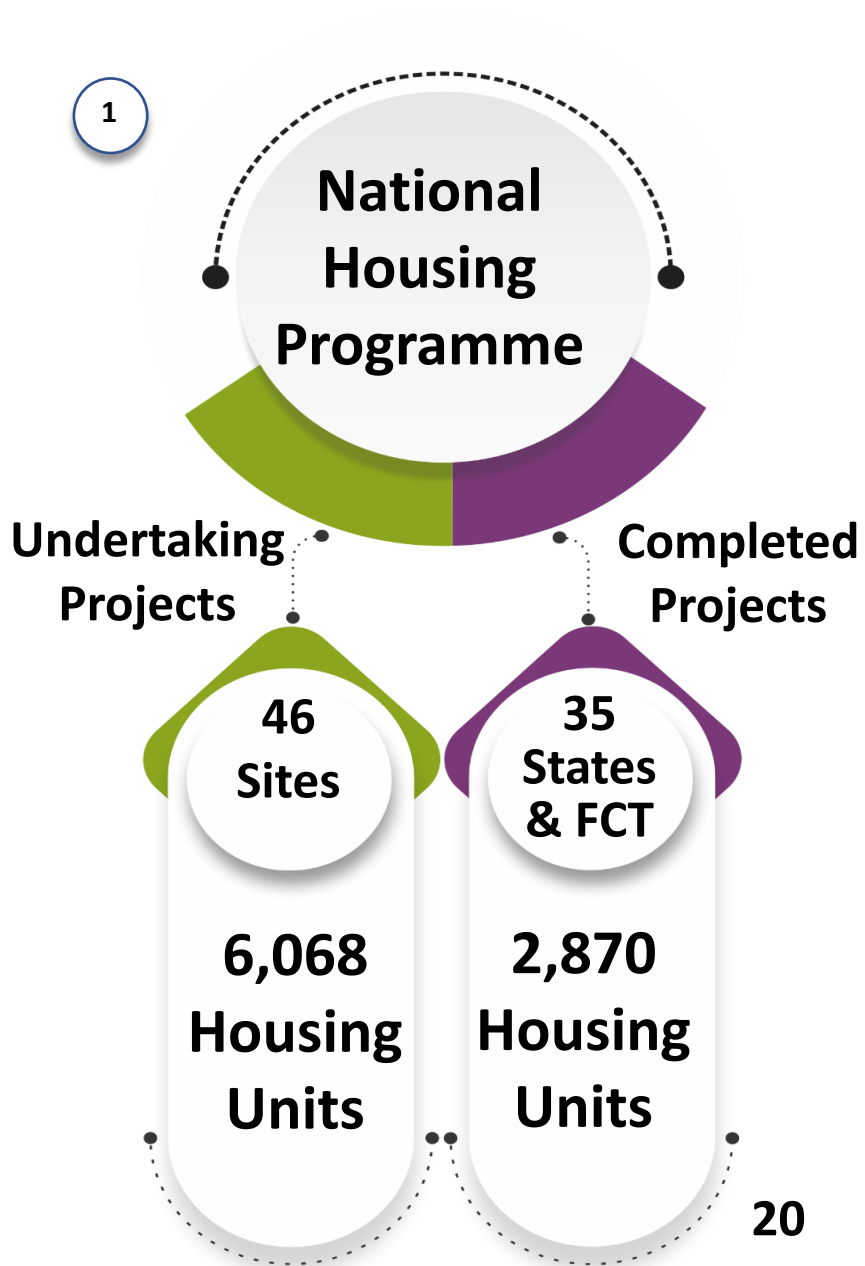 1
National
Housing
Programme
Undertaking
Projects
Completed
Projects
46
Sites
35
States
& FCT
6,068
Housing
Units
2,870
Housing
Units
20